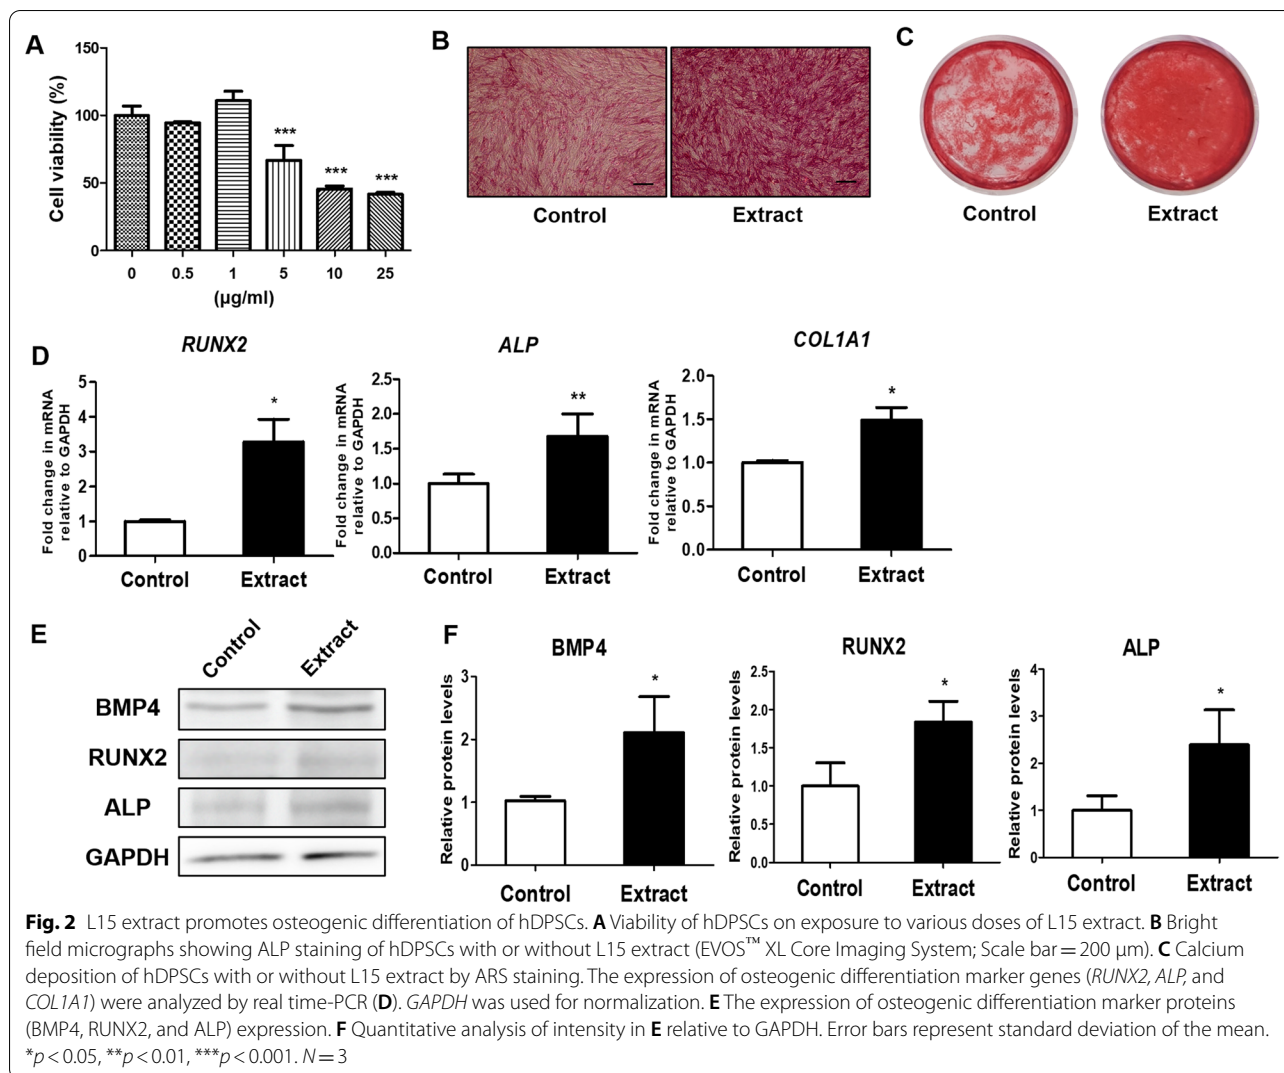 A
Cell viability (%)
150
100
50
0
***
***
***
0 0.5 1 5 10 25
(µg/ml)
B
Control Extract
C
Control Extract
D
RUNX2
Fold change in mRNA
relative to GAPDH
5
4
3
2
1
0
*
Control Extract
ALP
Fold change in mRNA
relative to GAPDH
2.5
2.0
1.5
1.0
0.5
0.0
**
Control Extract
COL1A1
Fold change in mRNA
relative to GAPDH
2.0
1.5
1.0
0.5
0.0
*
Control Extract
E
Control Extract
BMP4
RUNX2
ALP
GAPDH
F
BMP4
Relative protein levels
3
2
1
0
*
Control Extract
RUNX2
Relative protein levels
2.5
2.0
1.5
1.0
0.5
0.0
*
Control Extract
ALP
Relative protein levels
4
3
2
1
0
*
Control Extract
Fig. 2 L15 extract promotes osteogenic differentiation of hDPSCs. A Viability of hDPSCs on exposure to various doses of L15 extract. B Bright
field micrographs showing ALP staining of hDPSCs with or without L15 extract (EVOS™ XL Core Imaging System; Scale bar = 200 µm). C Calcium
deposition of hDPSCs with or without L15 extract by ARS staining. The expression of osteogenic differentiation marker genes (RUNX2, ALP, and
COL1A1) were analyzed by real time-PCR (D). GAPDH was used for normalization. E The expression of osteogenic differentiation marker proteins
(BMP4, RUNX2, and ALP) expression. F Quantitative analysis of intensity in E relative to GAPDH. Error bars represent standard deviation of the mean.
*p < 0.05, **p < 0.01, ***p < 0.001. N = 3